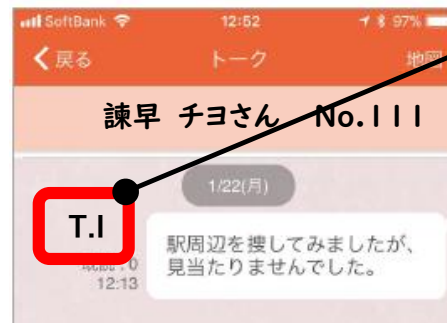 SoftBank 12:52 97%
戻る トーク 地図
諫早 チヨさん No.111
1/22(月)
T.I
駅周辺を捜してみましたが、
見当たりませんでした。
: 0
12:13